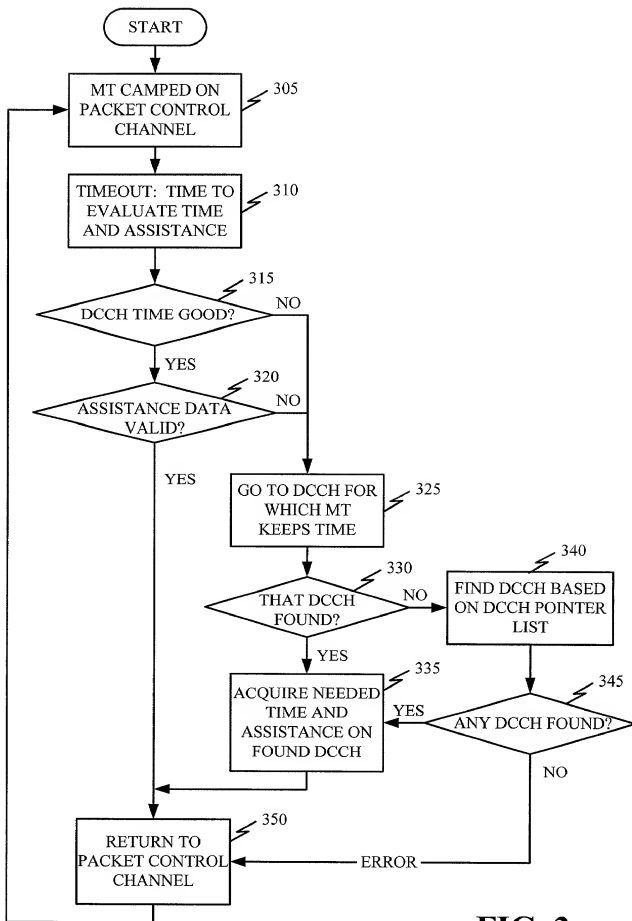 START
MT CAMPED ON
PACKET CONTROL
CHANNEL
305
TIMEOUT: TIME TO
EVALUATE TIME
AND ASSISTANCE
310
315
DCCH TIME GOOD?
NO
YES
320
ASSISTANCE DATA
VALID?
NO
YES
GO TO DCCH FOR
WHICH MT
KEEPS TIME
325
330
THAT DCCH
FOUND?
NO
YES
340
FIND DCCH BASED
ON DCCH POINTER
LIST
335
ACQUIRE NEEDED
TIME AND
ASSISTANCE ON
FOUND DCCH
345
ANY DCCH FOUND?
YES
NO
350
RETURN TO
PACKET CONTROL
CHANNEL
ERROR